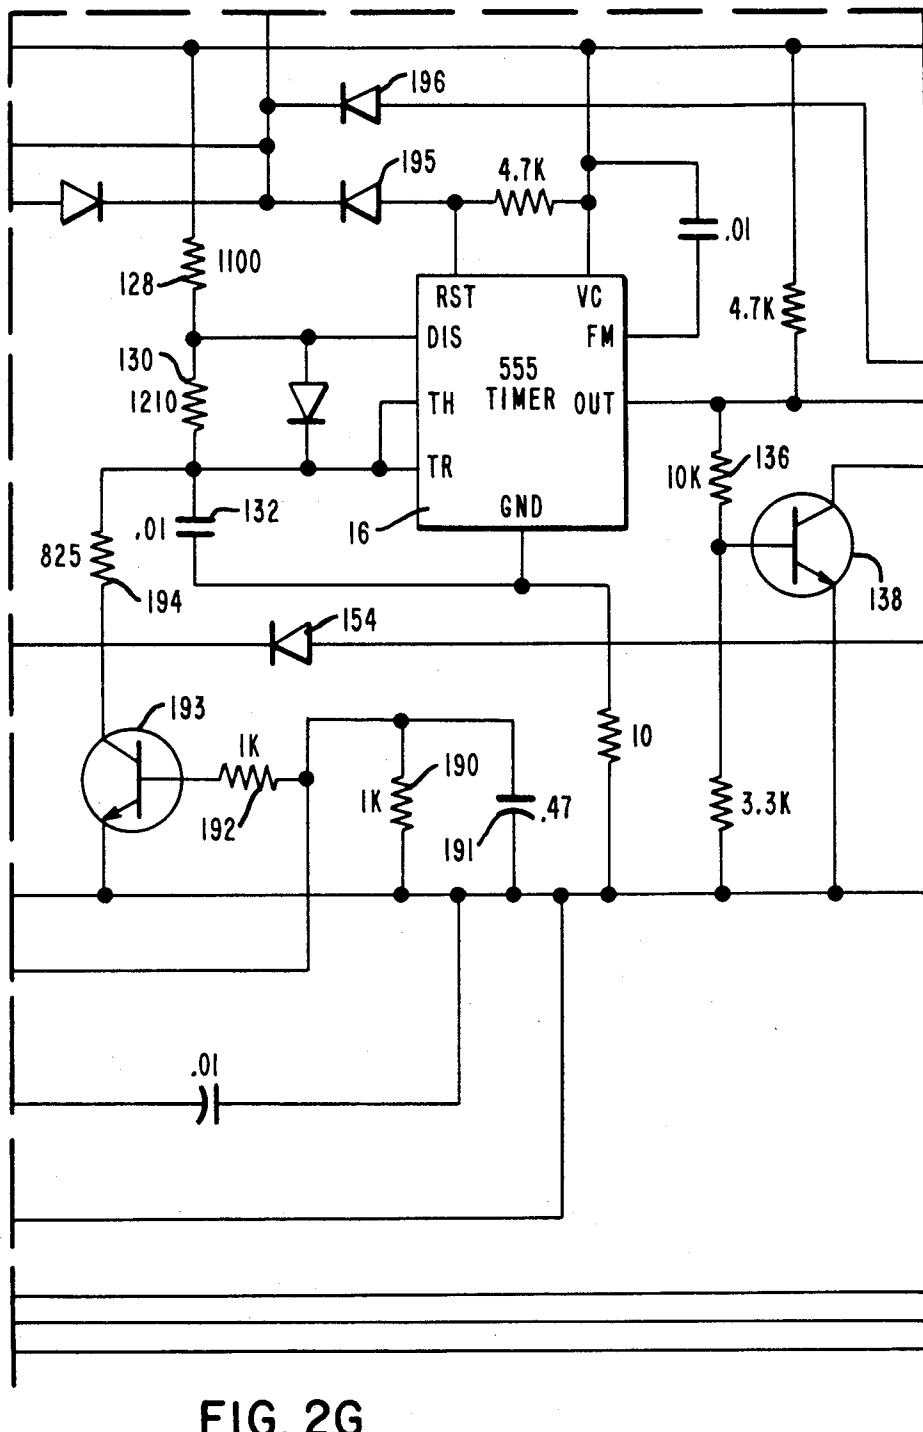 196
195
4.7K
.01
1100
128
RST
VC
4.7K
DIS
FM
130
555
TIMER
1210
TH
OUT
TR
136
10K
GND
132
.01
16
825
194
138
154
193
1K
10
190
1K
192
.47
191
3.3K
.01
FIG. 2G